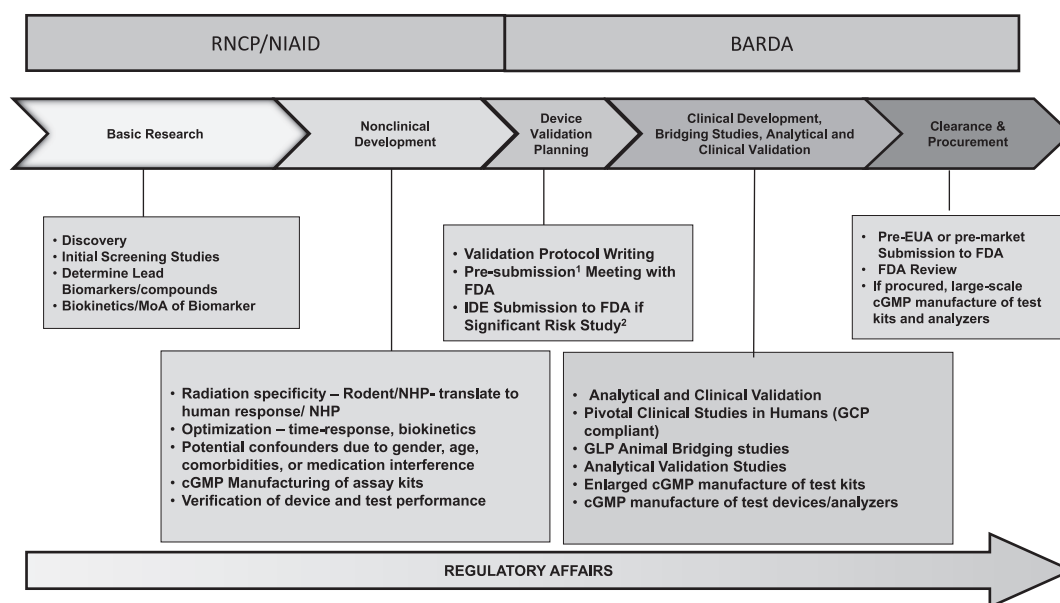 RNCP/NIAID
BARDA
Basic Research
Nonclinical
Development
Device
Validation
Planning
Clinical Development,
Bridging Studies, Analytical and
Clinical Validation
Clearance &
Procurement
• Discovery
• Initial Screening Studies
• Determine Lead
Biomarkers/compounds
• Biokinetics/MoA of Biomarker
• Validation Protocol Writing
• Pre-submission¹ Meeting with
FDA
• IDE Submission to FDA if
Significant Risk Study²
• Pre-EUA or pre-market
Submission to FDA
• FDA Review
• If procured, large-scale
cGMP manufacture of test
kits and analyzers
• Radiation specificity – Rodent/NHP- translate to
human response/ NHP
• Optimization – time-response, biokinetics
• Potential confounders due to gender, age,
comorbidities, or medication interference
• cGMP Manufacturing of assay kits
• Verification of device and test performance
• Analytical and Clinical Validation
• Pivotal Clinical Studies in Humans (GCP
compliant)
• GLP Animal Bridging studies
• Analytical Validation Studies
• Enlarged cGMP manufacture of test kits
• cGMP manufacture of test devices/analyzers
REGULATORY AFFAIRS